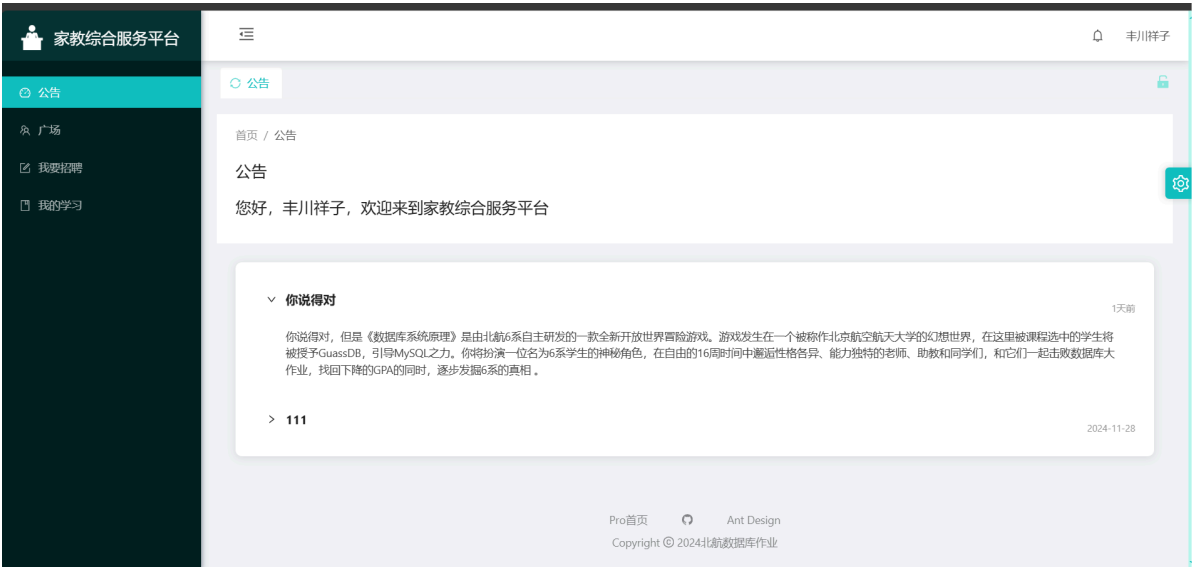 家教综合服务平台
丰川祥子
公告
公告
广场
我要招聘
我的学习
首页 / 公告
公告
您好，丰川祥子，欢迎来到家教综合服务平台
你说得对
1天前
你说得对，但是《数据库系统原理》是由北航6系自主研发的一款全新开放世界冒险游戏。游戏发生在一个被称作北京航空航天大学的幻想世界，在这里被课程选中的学生将
被授予GuassDB，引导MySQL之力。你将扮演一位名为6系学生的神秘角色，在自由的16周时间中邂逅性格各异、能力独特的老师、助教和同学们，和它们一起击败数据库大
作业，找回下降的GPA的同时，逐步发掘6系的真相 。
111
2024-11-28
Pro首页 Ant Design
Copyright © 2024北航数据库作业